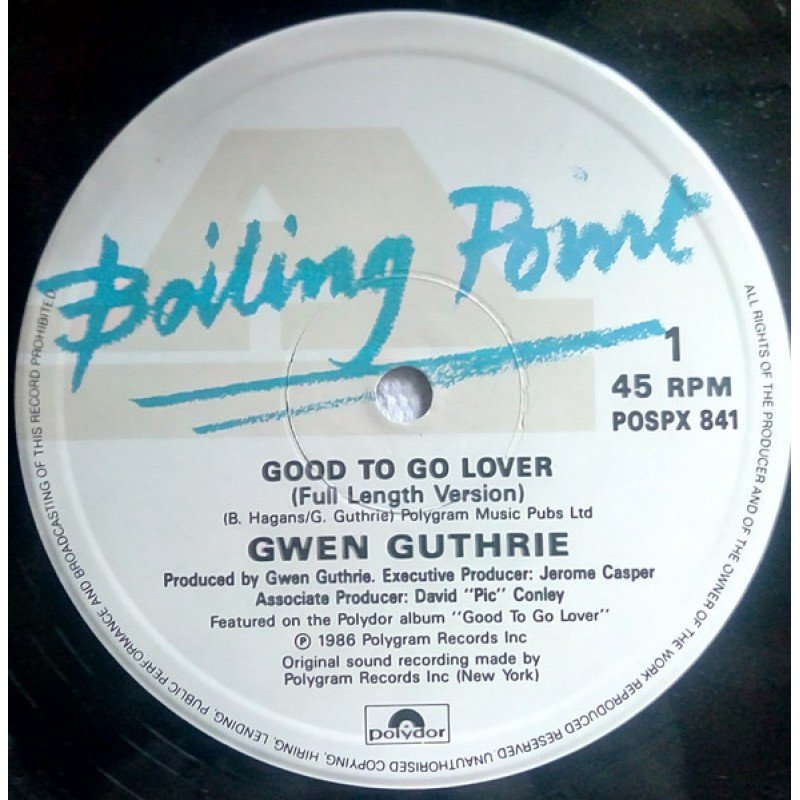 Boiling Point
1
45 RPM
POSPX 841
GOOD TO GO LOVER
(Full Length Version)
(B. Hagans/G. Guthrie) Polygram Music Pubs Ltd
GWEN GUTHRIE
Produced by Gwen Guthrie. Executive Producer: Jerome Casper
Associate Producer: David "Pic" Conley
Featured on the Polydor album "Good To Go Lover"
℗ 1986 Polygram Records Inc
Original sound recording made by
Polygram Records Inc (New York)
polydor
ALL RIGHTS OF THE PRODUCER AND OF THE OWNER OF THE WORK REPRODUCED RESERVED. UNAUTHORISED COPYING, HIRING, LENDING, PUBLIC PERFORMANCE AND BROADCASTING OF THIS RECORD PROHIBITED.